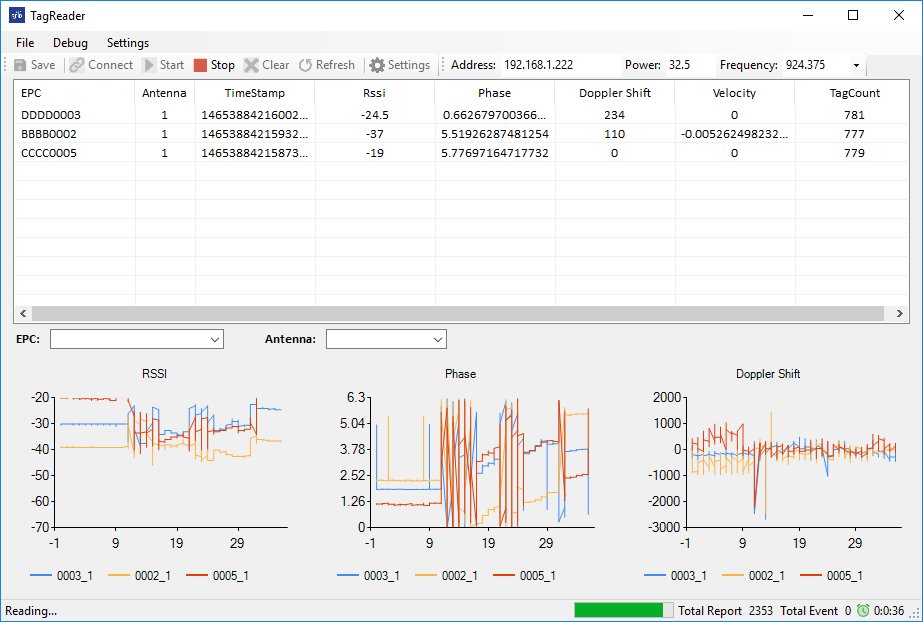 TagReader
File Debug Settings
Save Connect Start Stop Clear Refresh Settings Address: 192.168.1.222 Power: 32.5 Frequency: 924.375
EPC Antenna TimeStamp Rssi Phase Doppler Shift Velocity TagCount
DDDD0003 1 14653884216002... -24.5 0.662679700366... 234 0 781
BBBB0002 1 14653884215932... -37 5.51926287481254 110 -0.005262498232... 777
CCCC0005 1 14653884215873... -19 5.77697164717732 0 0 779
EPC: Antenna:
RSSI Phase Doppler Shift
-20 6.3 2000
-30 5.04 1000
-40 3.78 0
-50 2.52 -1000
-60 1.26 -2000
-70 0 -3000
-1 9 19 29 -1 9 19 29 -1 9 19 29
0003_1 0002_1 0005_1 0003_1 0002_1 0005_1 0003_1 0002_1 0005_1
Reading... Total Report 2353 Total Event 0 0:0:36